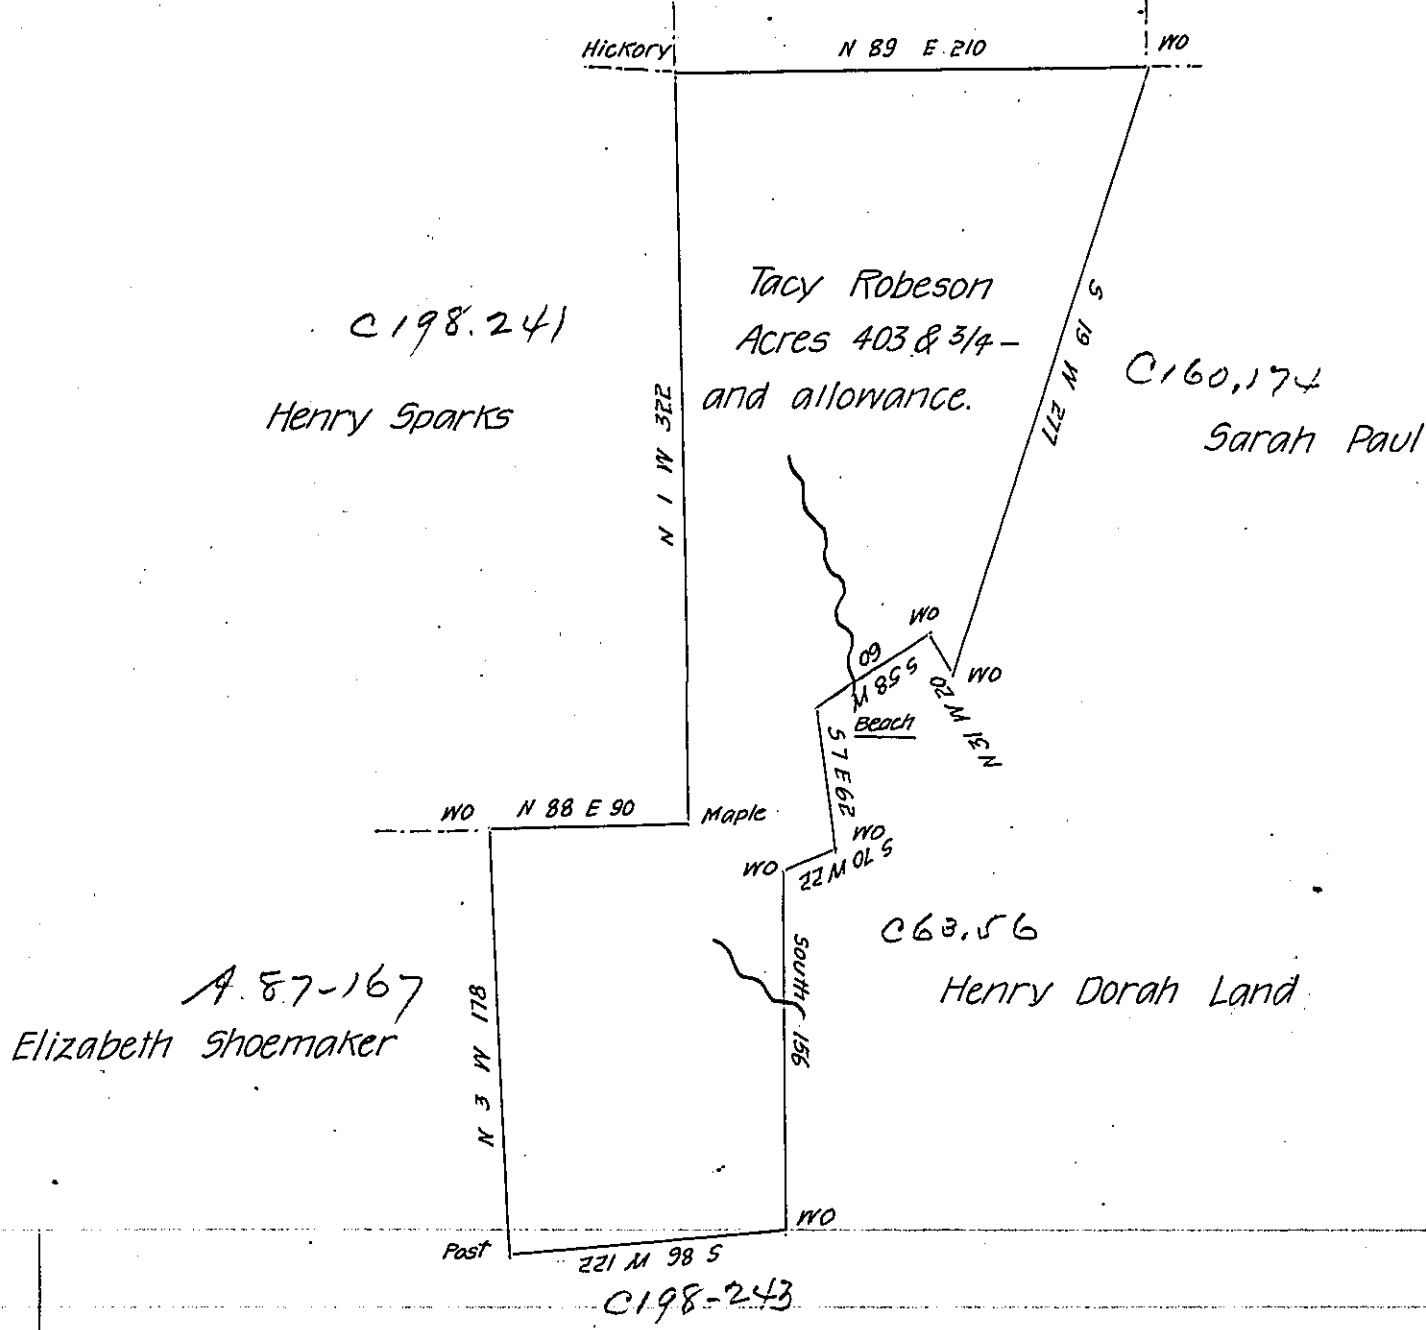 Hickory
N 89 E 210
WO
Tacy Robeson
Acres 403 & 3/4 -
and allowance.
C198.241
Henry Sparks
N 1 W 322
S 19 W 277
C160,174
Sarah Paul
WO
60
S 58 W
WO
N 31 W 20
Beach
S 7 E 62
WO
N 88 E 90
Maple
WO
S 70 W 22
WO
C63.56
Henry Dorah Land
South 156
A.87-167
Elizabeth Shoemaker
N 3 W 178
WO
Post
S 86 W 122
C198-243